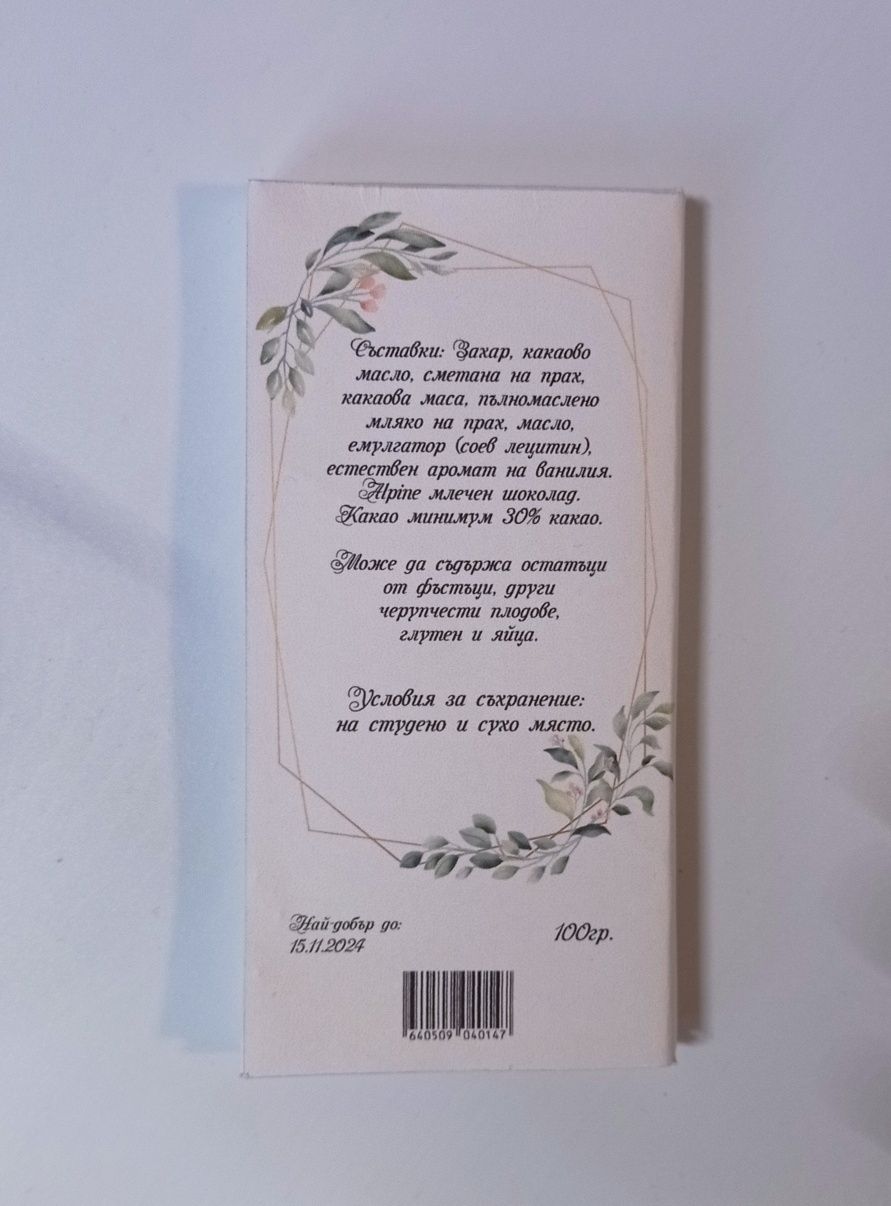 Съставки: Захар, какаово
масло, сметана на прах,
какаова маса, пълномаслено
мляко на прах, масло,
емулгатор (соев лецитин),
естествен аромат на ванилия.
Alpine млечен шоколад.
Какао минимум 30% какао.
Може да съдържа остатъци
от фъстъци, други
черупчести плодове,
глутен и яйца.
Условия за съхранение:
на студено и сухо място.
Най-добър до:
15.11.2024
100гр.
640509 040147